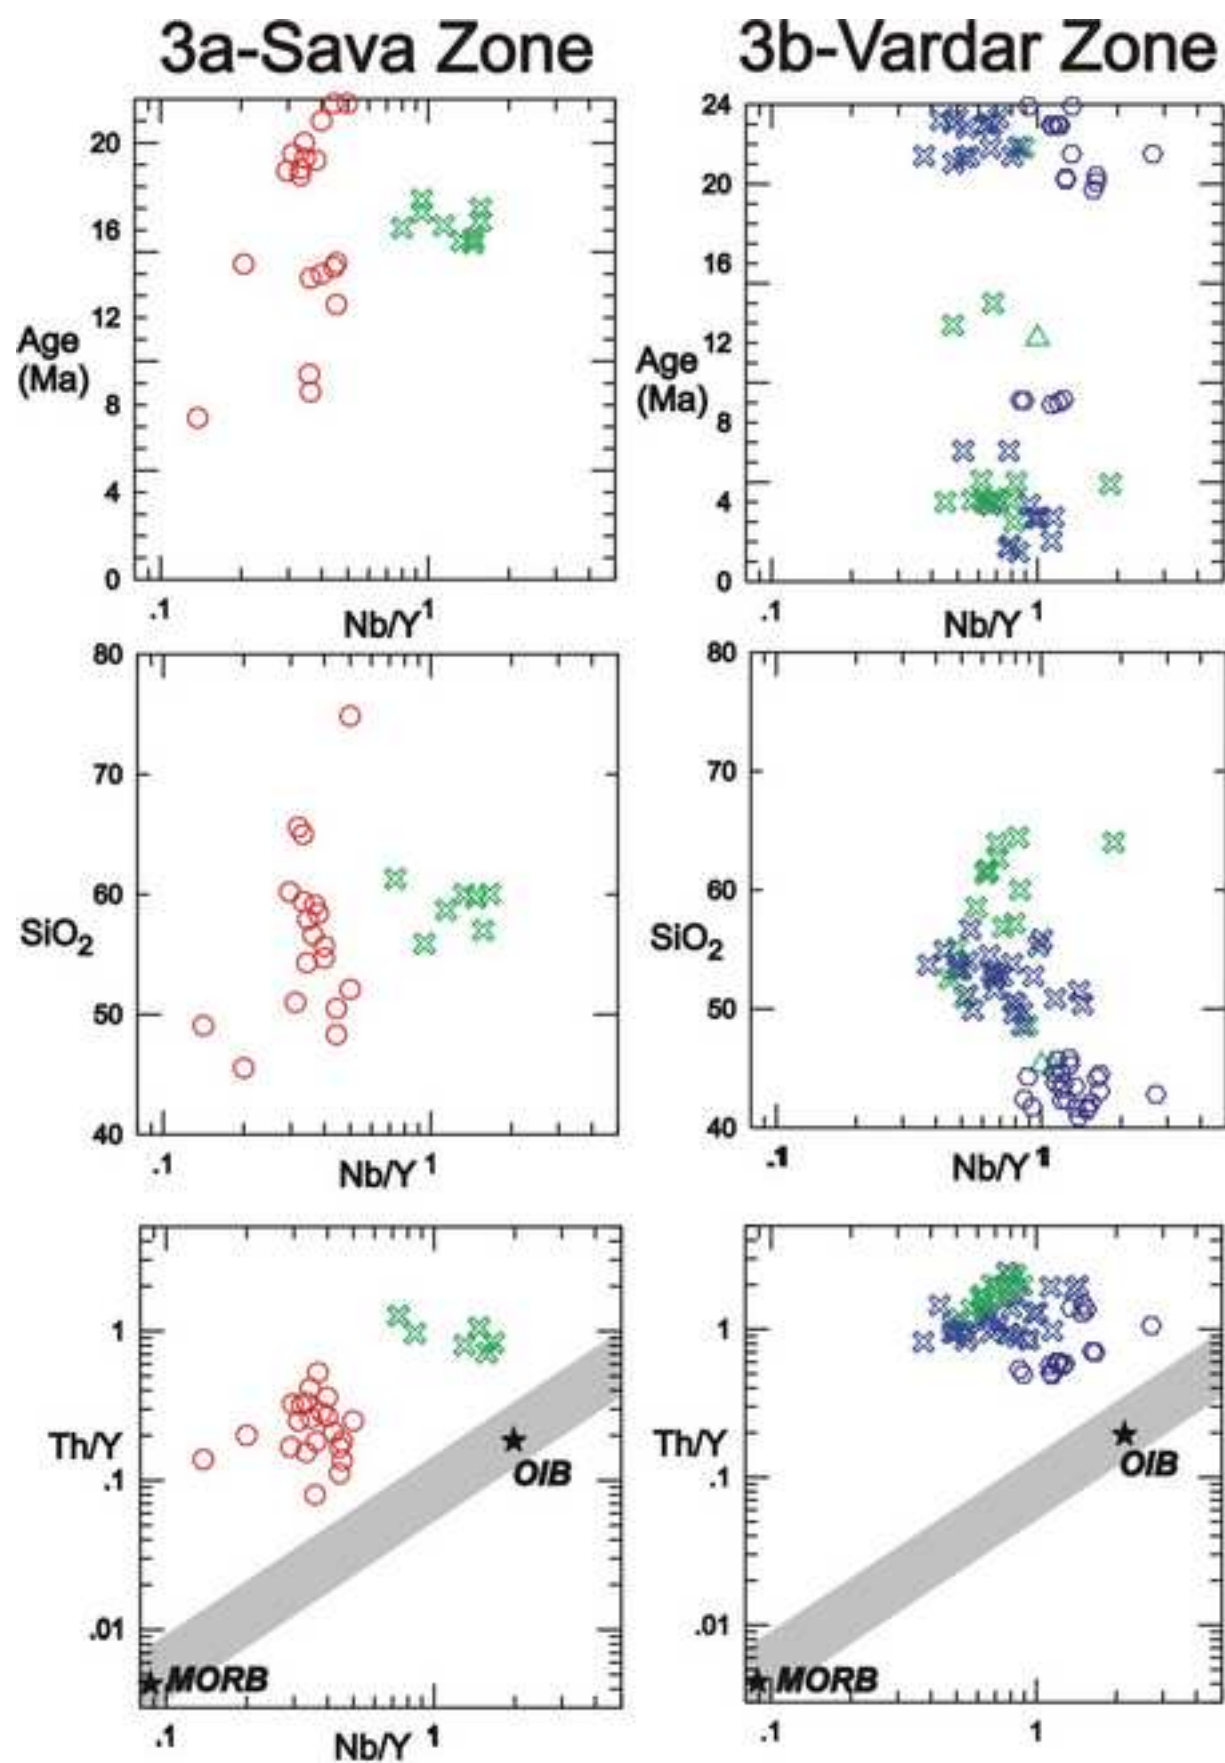 3a-Sava Zone
20
16
12
8
4
0
Age
(Ma)
.1
Nb/Y
1
80
70
60
50
40
SiO2
.1
Nb/Y
1
1
.1
.01
Th/Y
OIB
MORB
.1
Nb/Y
1
3b-Vardar Zone
24
20
16
12
8
4
0
Age
(Ma)
.1
Nb/Y
1
80
70
60
50
40
SiO2
.1
Nb/Y
1
1
.1
.01
Th/Y
OIB
MORB
.1
1